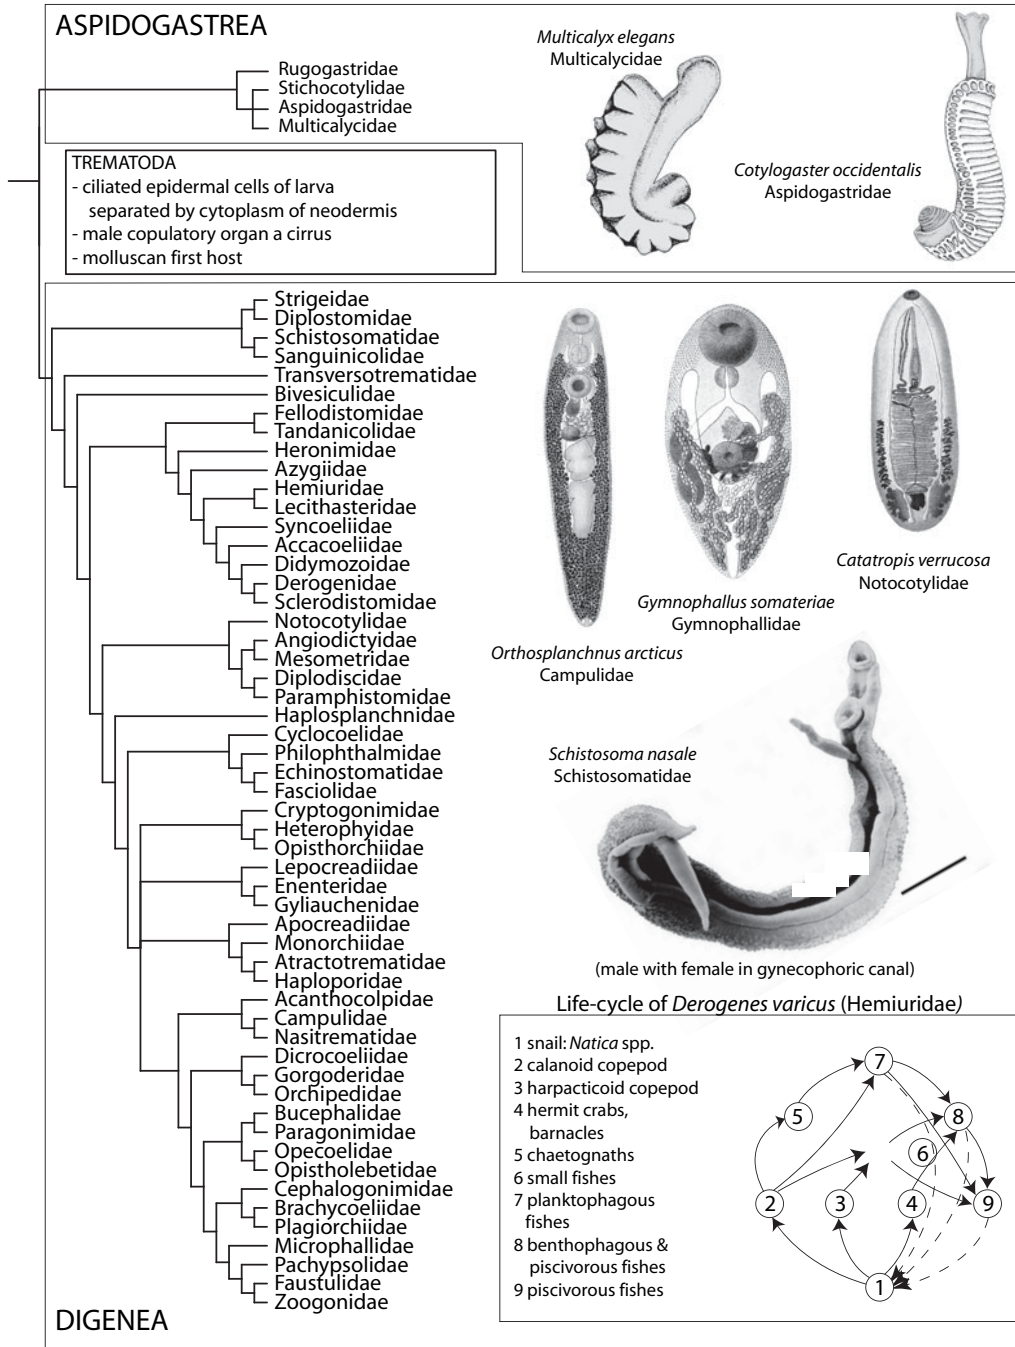 ASPIDOGASTREA
Rugogastridae
Stichocotylidae
Aspidogastridae
Multicalycidae
Multicalyx elegans
Multicalycidae
Cotylogaster occidentalis
Aspidogastridae
TREMATODA
- ciliated epidermal cells of larva
separated by cytoplasm of neodermis
- male copulatory organ a cirrus
- molluscan first host
Strigeidae
Diplostomidae
Schistosomatidae
Sanguinicolidae
Transversotrematidae
Bivesiculidae
Fellodistomidae
Tandanicolidae
Heronimidae
Azygiidae
Hemiuridae
Lecithasteridae
Syncoeliidae
Accacoeliidae
Didymozoidae
Derogenidae
Sclerodistomidae
Notocotylidae
Angiodictyidae
Mesometridae
Diplodiscidae
Paramphistomidae
Haplosplanchnidae
Cyclocoelidae
Philophthalmidae
Echinostomatidae
Fasciolidae
Cryptogonimidae
Heterophyidae
Opisthorchiidae
Lepocreadiidae
Enenteridae
Gyliauchenidae
Apocreadiidae
Monorchiidae
Atractotrematidae
Haploporidae
Acanthocolpidae
Campulidae
Nasitrematidae
Dicrocoeliidae
Gorgoderidae
Orchipedidae
Bucephalidae
Paragonimidae
Opecoelidae
Opistholebetidae
Cephalogonimidae
Brachycoeliidae
Plagiorchiidae
Microphallidae
Pachypsolidae
Faustulidae
Zoogonidae
DIGENEA
Orthosplanchnus arcticus
Campulidae
Gymnophallus somateriae
Gymnophallidae
Catatropis verrucosa
Notocotylidae
Schistosoma nasale
Schistosomatidae
(male with female in gynecophoric canal)
Life-cycle of Derogenes varicus (Hemiuridae)
1 snail: Natica spp.
2 calanoid copepod
3 harpacticoid copepod
4 hermit crabs,
barnacles
5 chaetognaths
6 small fishes
7 planktophagous
fishes
8 benthophagous &
piscivorous fishes
9 piscivorous fishes
7
5
8
6
2
3
4
9
1